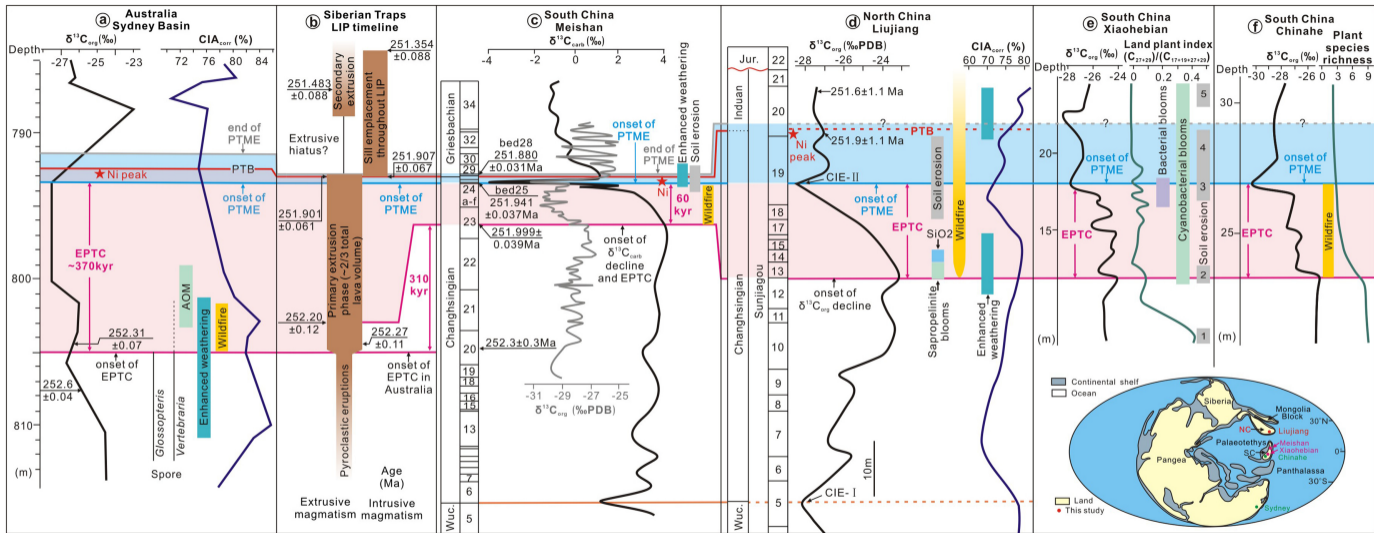 ⓐ Australia
Sydney Basin
Depth
δ¹³Corg (‰)
CIAcorr (%)
-27
-25
-23
72 76 80 84
790
800
810
(m)
end of
PTME
Ni peak
PTB
onset of
PTME
EPTC
~370kyr
AOM
Enhanced weathering
Wildfire
252.31
±0.07
onset of
EPTC
252.6
±0.04
Glossopteris
Vertebraria
Spore
ⓑ Siberian Traps
LIP timeline
251.354
±0.088
251.483
±0.088
Secondary
extrusion
Sill emplacement
throughout LIP
Extrusive
hiatus?
251.907
±0.067
onset of
PTME
251.901
±0.061
Primary extrusion
phase (~2/3 total
lava volume)
310
kyr
252.20
±0.12
252.27
±0.11
onset of
EPTC in
Australia
Pyroclastic eruptions
Age
(Ma)
Extrusive
magmatism
Intrusive
magmatism
ⓒ South China
Meishan
δ¹³Ccarb (‰)
-4 -2 0 2 4
Griesbachian
Changhsingian
Wuc.
34
32
30
29
24
a-f
23
22
21
20
19
18
16
15
13
7
6
5
bed28
251.880
±0.031Ma
bed25
251.941
±0.037Ma
251.999±
0.039Ma
252.3±0.3Ma
onset of
PTME
end of
PTME
Ni
Enhanced weathering
Soil erosion
60
kyr
Wildfire
onset of
δ¹³Ccarb
decline
and EPTC
-31 -29 -27 -25
δ¹³Corg (‰PDB)
ⓓ North China
Liujiang
δ¹³Corg (‰PDB)
CIAcorr (%)
-28 -26 -24
60 70 80
Jur.
Induan
Changhsingian
Wuc.
Sunjiagou
22
21
20
19
18
17
15
14
13
12
11
10
9
8
7
6
5
251.6±1.1 Ma
PTB
Ni
peak
251.9±1.1 Ma
CIE-Ⅱ
onset of
PTME
EPTC
Soil erosion
SiO2
Wildfire
onset of
δ¹³Corg decline
Sapropelinite
blooms
Enhanced
weathering
10m
CIE-Ⅰ
ⓔ South China
Xiaohebian
Depth
δ¹³Corg (‰)
-28 -26 -24
Land plant index
(C27+29)/(C17+19+27+29)
0 0.2 0.4
?
20
15
(m)
onset of
PTME
EPTC
Bacterial blooms
Cyanobacterial blooms
Soil erosion
5
4
3
2
1
ⓕ South China
Chinahe
Depth
δ¹³Corg (‰)
-30 -28 -26 -24
Plant
species
richness
0 3 6 9
30
25
(m)
?
onset of
PTME
EPTC
Wildfire
Continental shelf
Ocean
Siberia
Mongolia
Block
30°N
NC
Liujiang
Palaeotethys
Meishan
SC
Xiaohebian
Chinahe
0°
Pangea
Panthalassa
30°S
Land
This study
Sydney